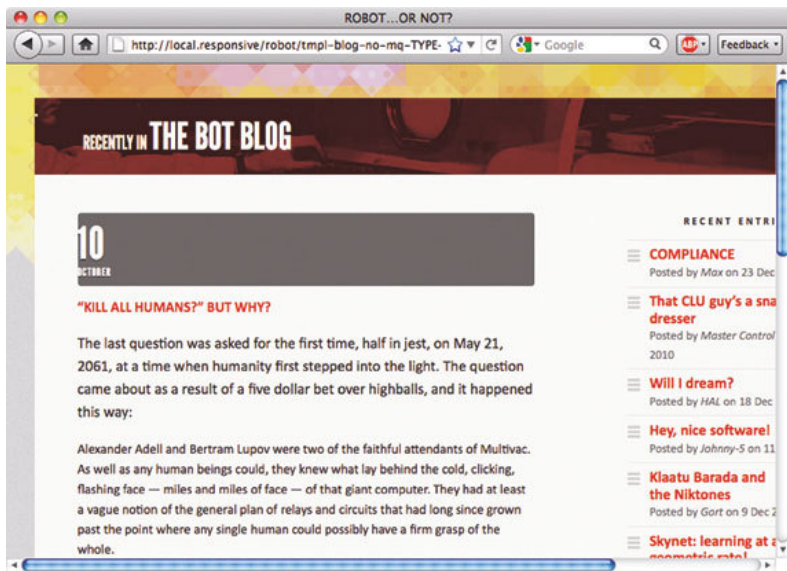 ROBOT...OR NOT?
http://local.responsive/robot/tmpl-blog-no-mq-TYPE-
Google
ABP
Feedback
RECENTLY IN THE BOT BLOG
10
OCTOBER
“KILL ALL HUMANS?” BUT WHY?
The last question was asked for the first time, half in jest, on May 21,
2061, at a time when humanity first stepped into the light. The question
came about as a result of a five dollar bet over highballs, and it happened
this way:
Alexander Adell and Bertram Lupov were two of the faithful attendants of Multivac.
As well as any human beings could, they knew what lay behind the cold, clicking,
flashing face — miles and miles of face — of that giant computer. They had at least
a vague notion of the general plan of relays and circuits that had long since grown
past the point where any single human could possibly have a firm grasp of the
whole.
RECENT ENTRI
COMPLIANCE
Posted by Max on 23 Dec
That CLU guy’s a sna
dresser
Posted by Master Control
2010
Will I dream?
Posted by HAL on 18 Dec
Hey, nice software!
Posted by Johnny-5 on 11
Klaatu Barada and
the Niktones
Posted by Gort on 9 Dec 2
Skynet: learning at a
geometric rate!